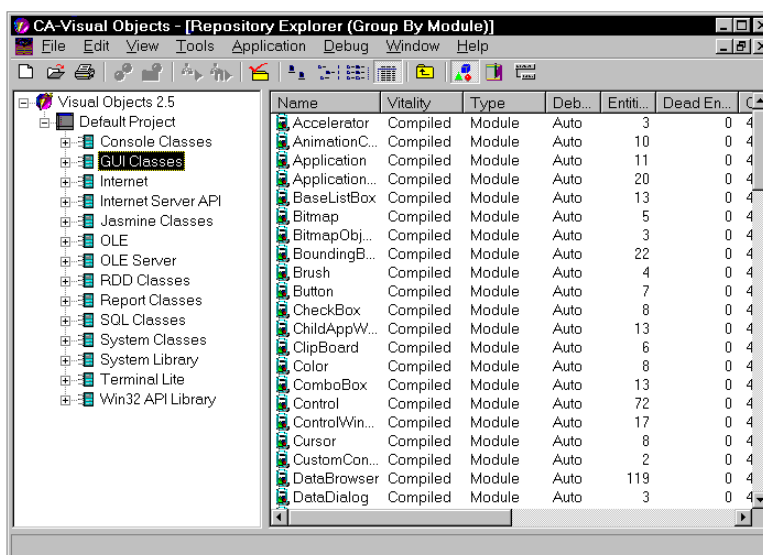 CA-Visual Objects - [Repository Explorer (Group By Module)]
File Edit View Tools Application Debug Window Help
Visual Objects 2.5
Default Project
Console Classes
GUI Classes
Internet
Internet Server API
Jasmine Classes
OLE
OLE Server
RDD Classes
Report Classes
SQL Classes
System Classes
System Library
Terminal Lite
Win32 API Library
Name Vitality Type Deb... Entiti... Dead En...
Accelerator Compiled Module Auto 3 0 4
AnimationC... Compiled Module Auto 10 0 4
Application Compiled Module Auto 11 0 4
Application... Compiled Module Auto 20 0 4
BaseListBox Compiled Module Auto 13 0 4
Bitmap Compiled Module Auto 5 0 4
BitmapObj... Compiled Module Auto 3 0 4
BoundingB... Compiled Module Auto 22 0 4
Brush Compiled Module Auto 4 0 4
Button Compiled Module Auto 7 0 4
CheckBox Compiled Module Auto 8 0 4
ChildAppW... Compiled Module Auto 13 0 4
ClipBoard Compiled Module Auto 6 0 4
Color Compiled Module Auto 8 0 4
ComboBox Compiled Module Auto 13 0 4
Control Compiled Module Auto 72 0 4
ControlWin... Compiled Module Auto 17 0 4
Cursor Compiled Module Auto 8 0 4
CustomCon... Compiled Module Auto 2 0 4
DataBrowser Compiled Module Auto 119 0 4
DataDialog Compiled Module Auto 3 0 4